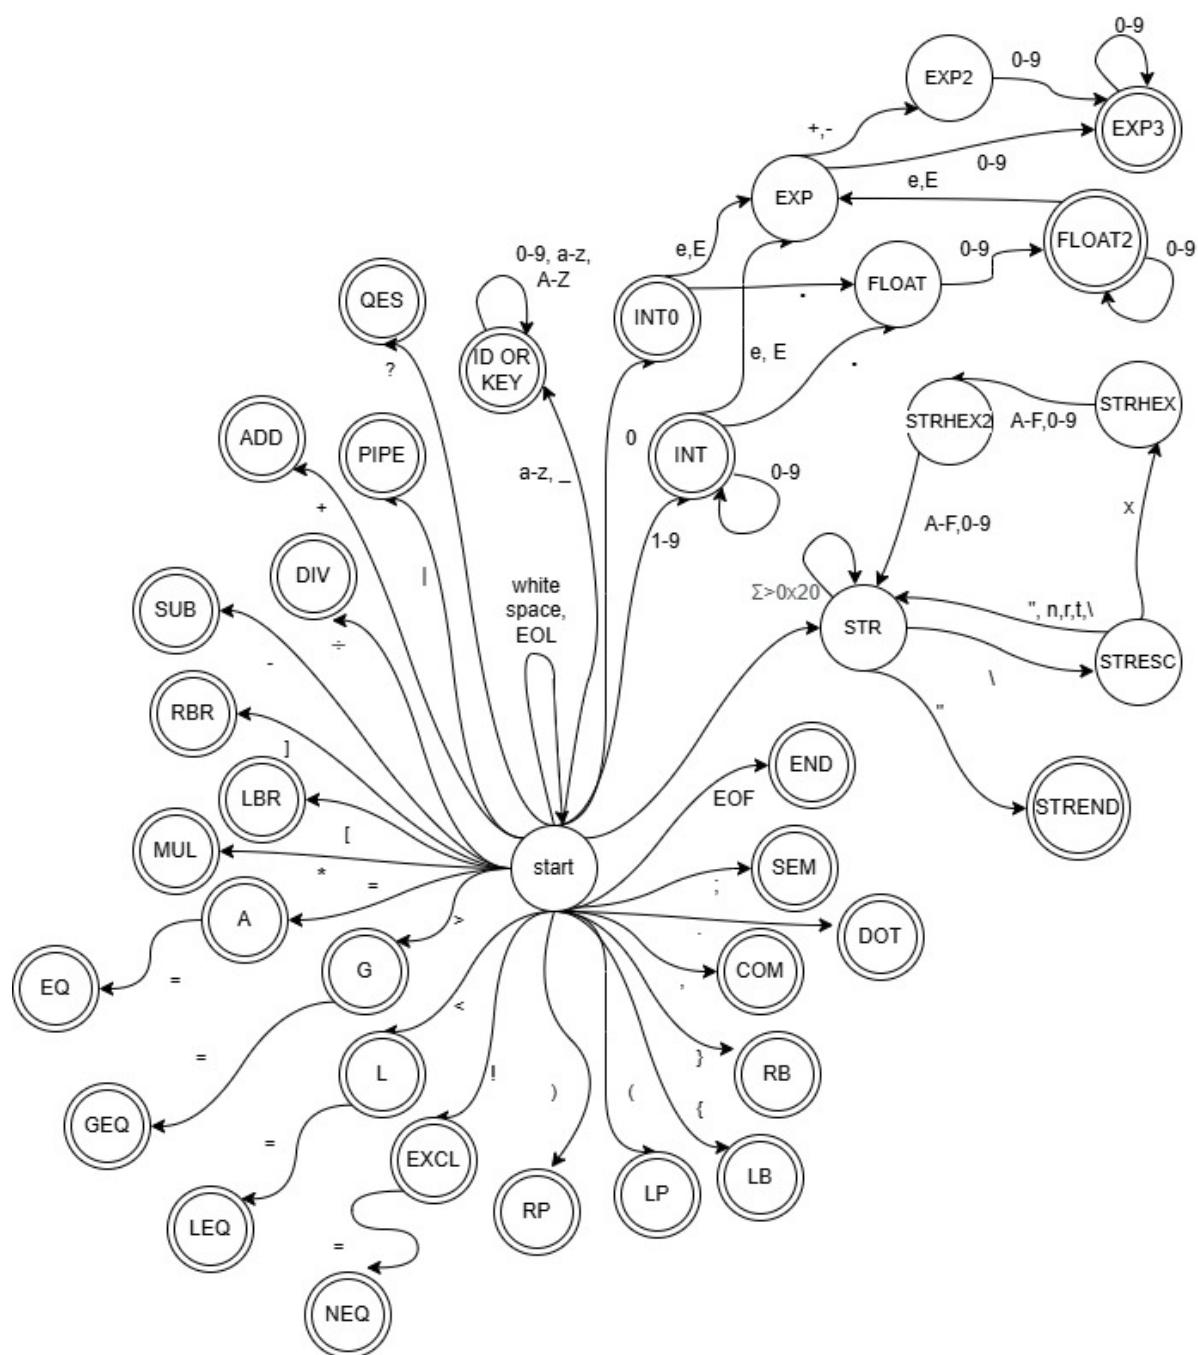 0-9
EXP2
0-9
EXP3
+,-
0-9
EXP
e,E
FLOAT2
0-9
0-9
e,E
FLOAT
.
INT0
0-9, a-z,
A-Z
QES
ID OR
KEY
?
e, E
.
STRHEX
STRHEX2
A-F,0-9
ADD
PIPE
0
INT
0-9
a-z, _
+
x
A-F,0-9
1-9
DIV
|
white
space,
EOL
Σ>0x20
SUB
", n,r,t,\
STR
÷
-
STRESC
\
RBR
"
]
END
LBR
EOF
STREND
[
MUL
*
=
start
;
SEM
A
>
.
DOT
G
COM
,
EQ
=
<
=
L
}
RB
!
)
(
{
GEQ
=
EXCL
LB
LP
RP
LEQ
=
NEQ